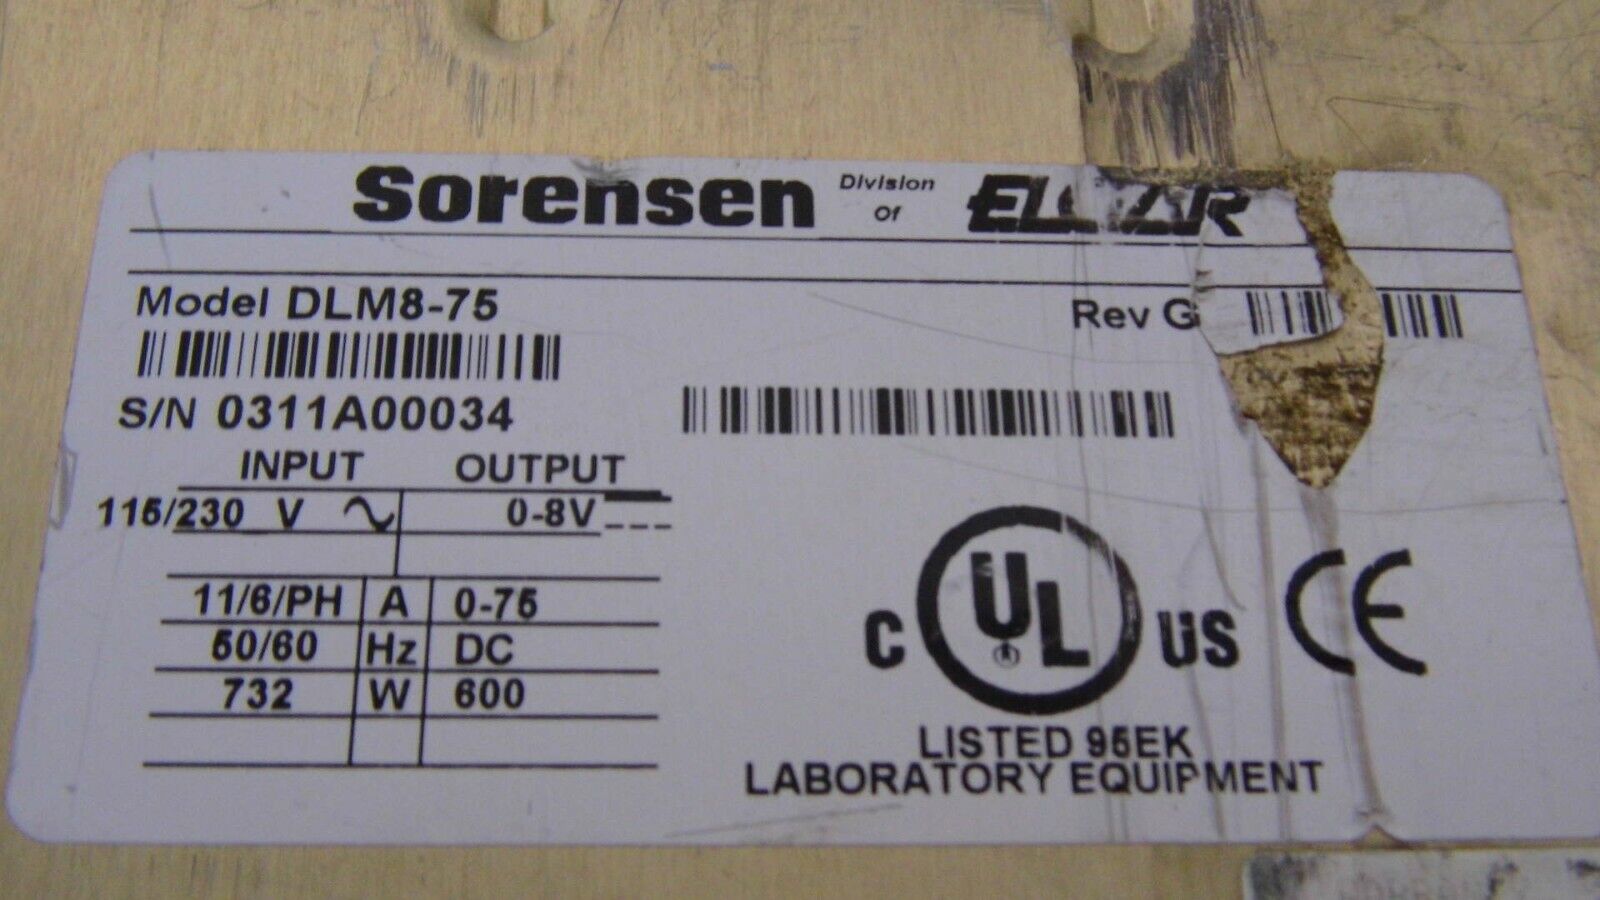 Sorensen Division Of ELGAR
Model DLM8-75 Rev G
S/N 0311A00034
INPUT OUTPUT
115/230 V 0-8V
11/6/PH A 0-75
50/60 Hz DC
732 W 600
C UL US CE
®
LISTED 95EK
LABORATORY EQUIPMENT